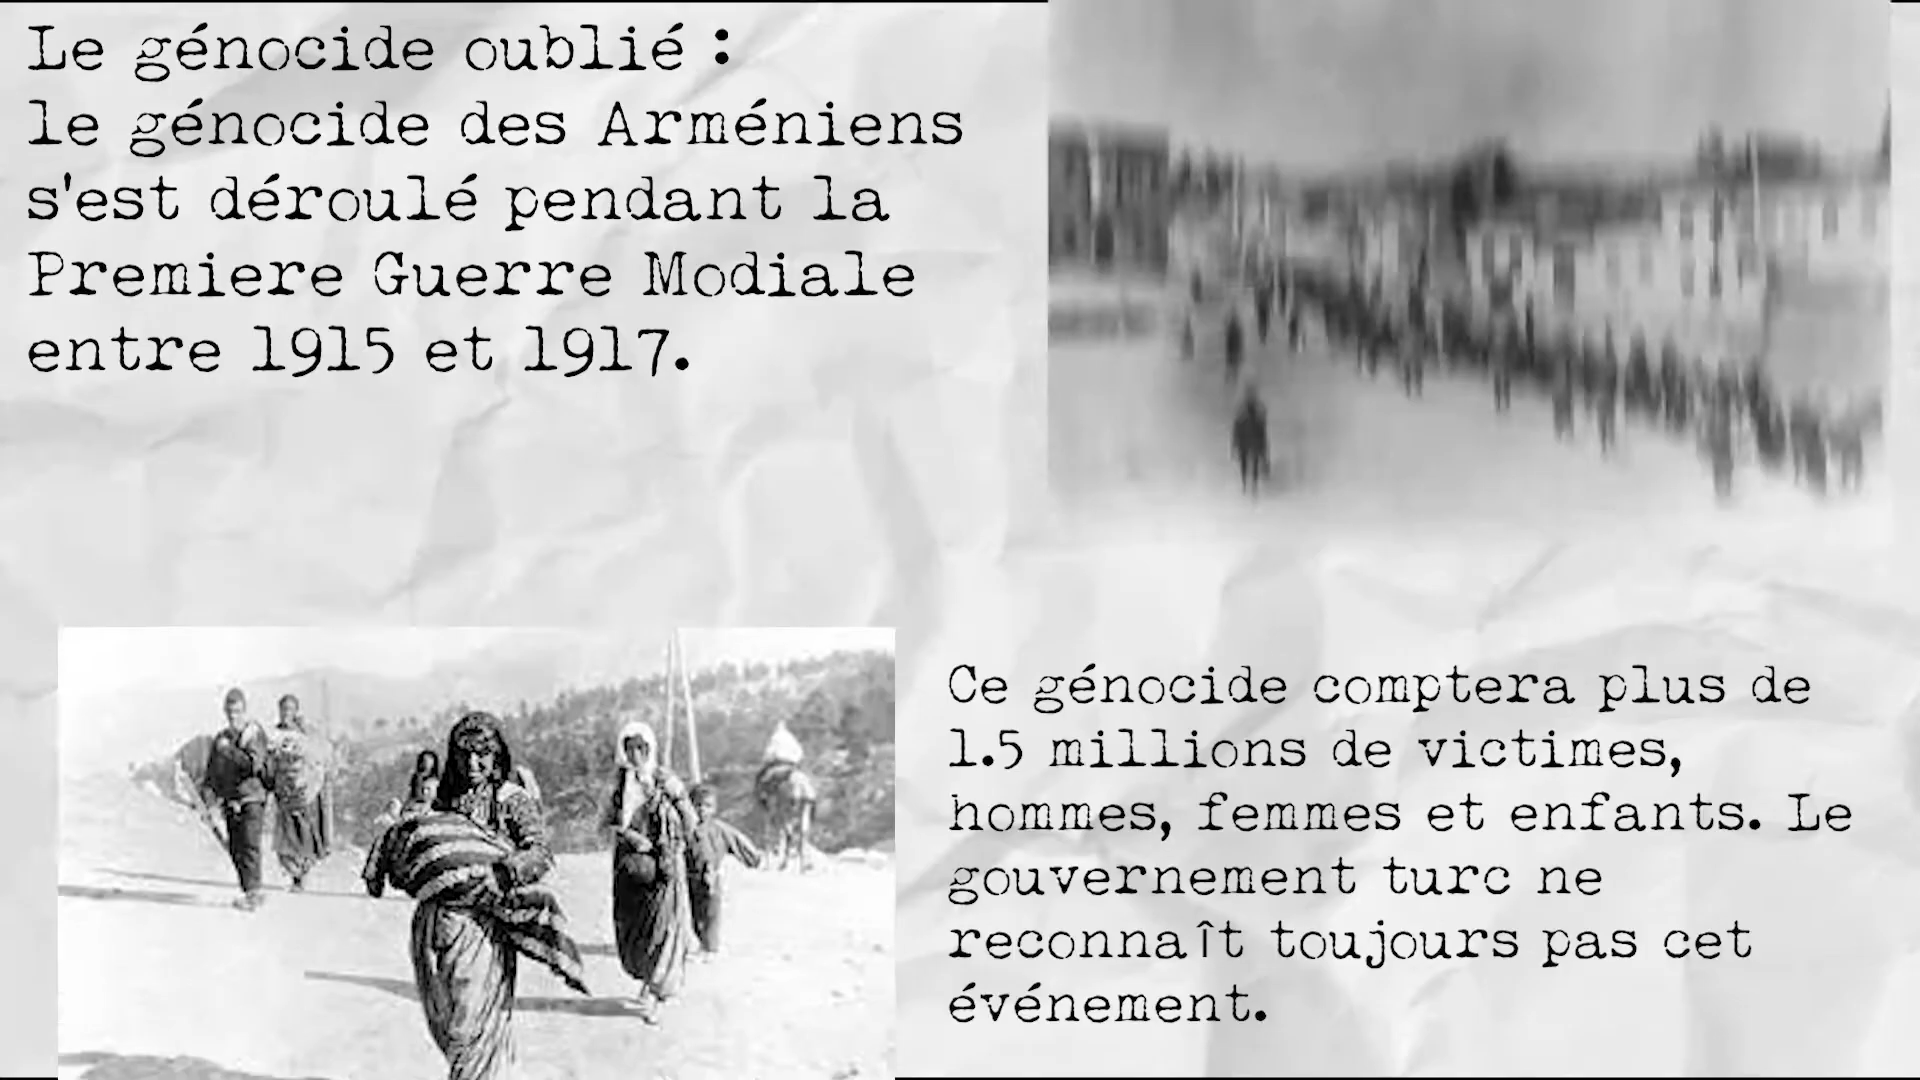 Le génocide oublié :
le génocide des Arméniens
s'est déroulé pendant la
Premiere Guerre Modiale
entre 1915 et 1917.
Ce génocide comptera plus de
1.5 millions de victimes,
hommes, femmes et enfants. Le
gouvernement turc ne
reconnaît toujours pas cet
événement.